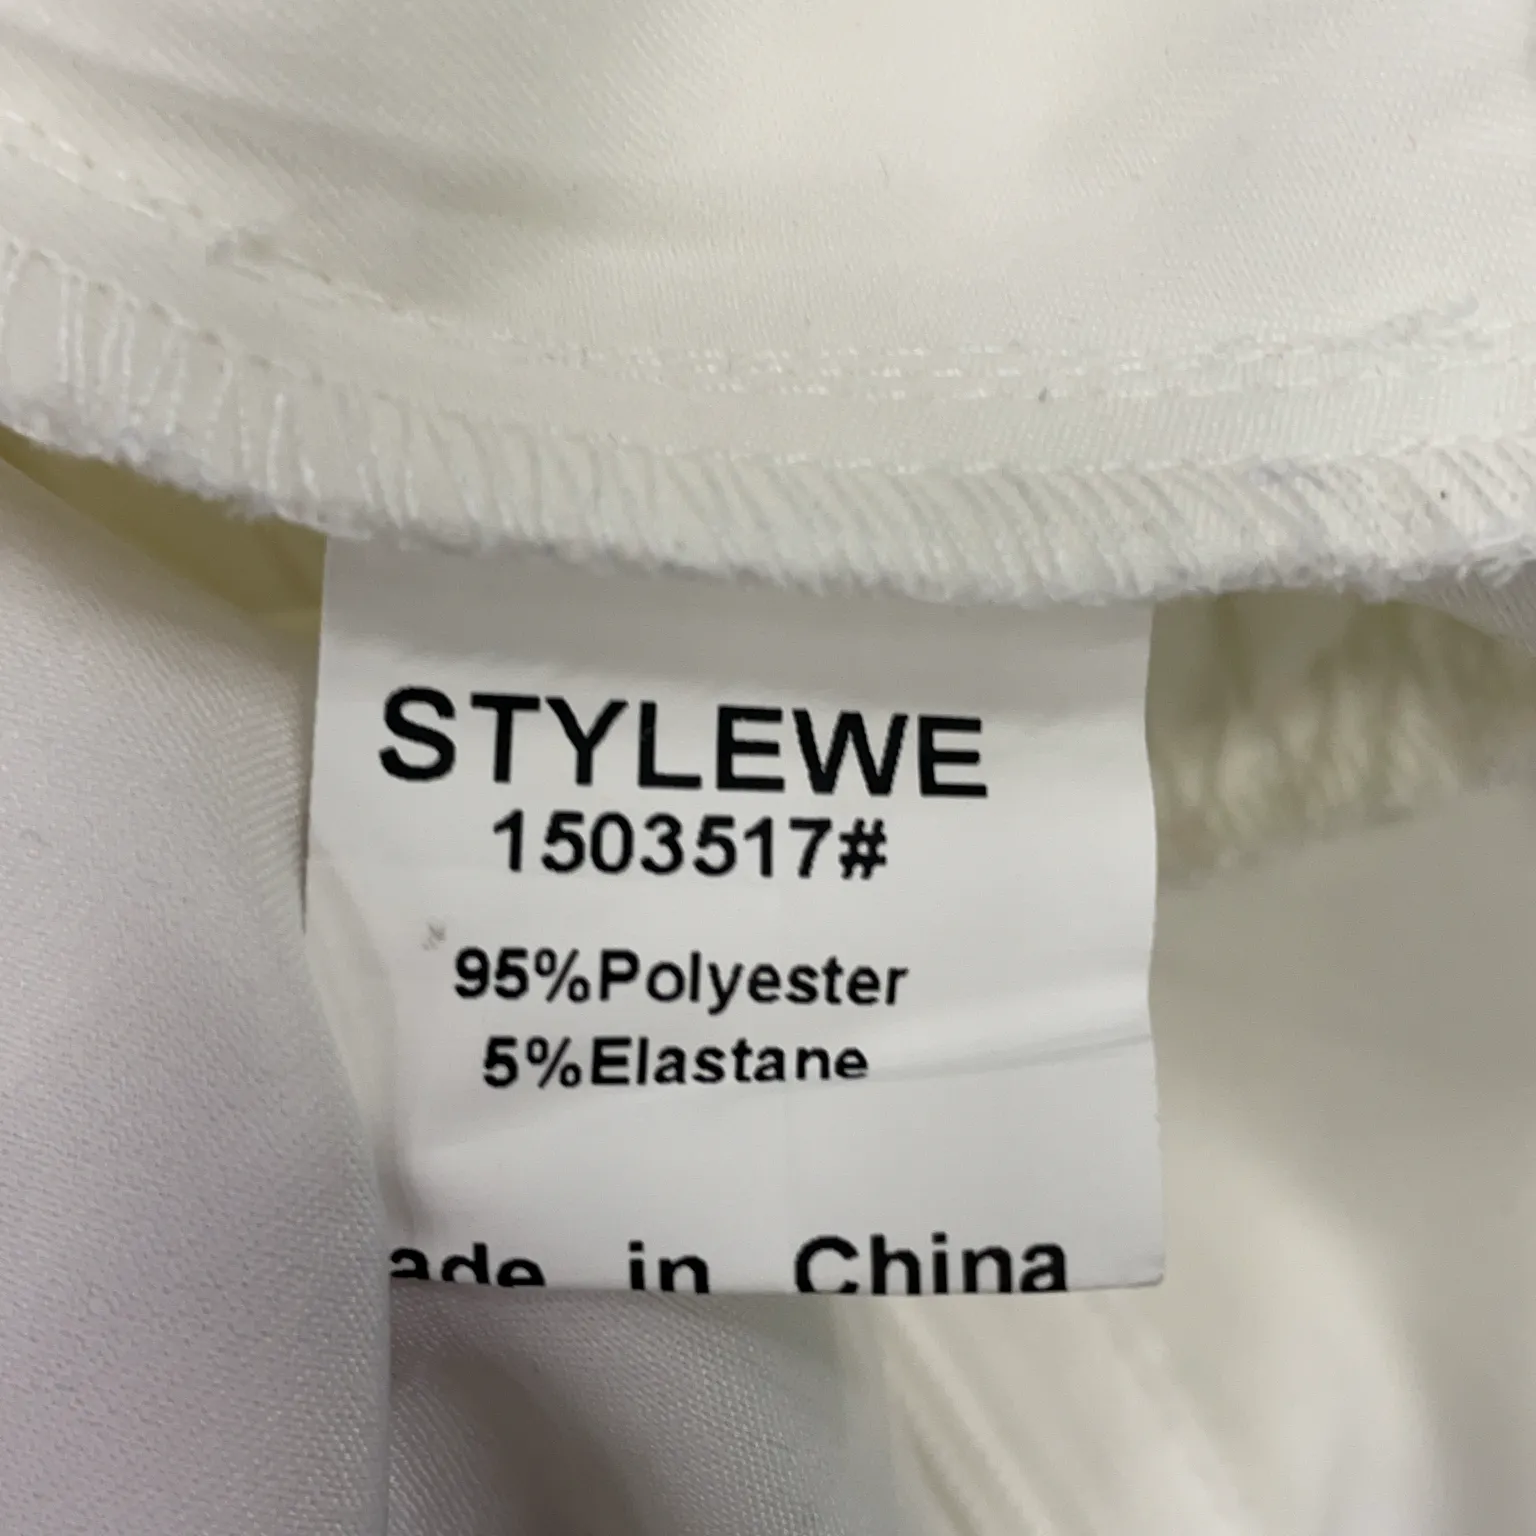 STYLEWE
1503517#
95%Polyester
5%Elastane
ade in China